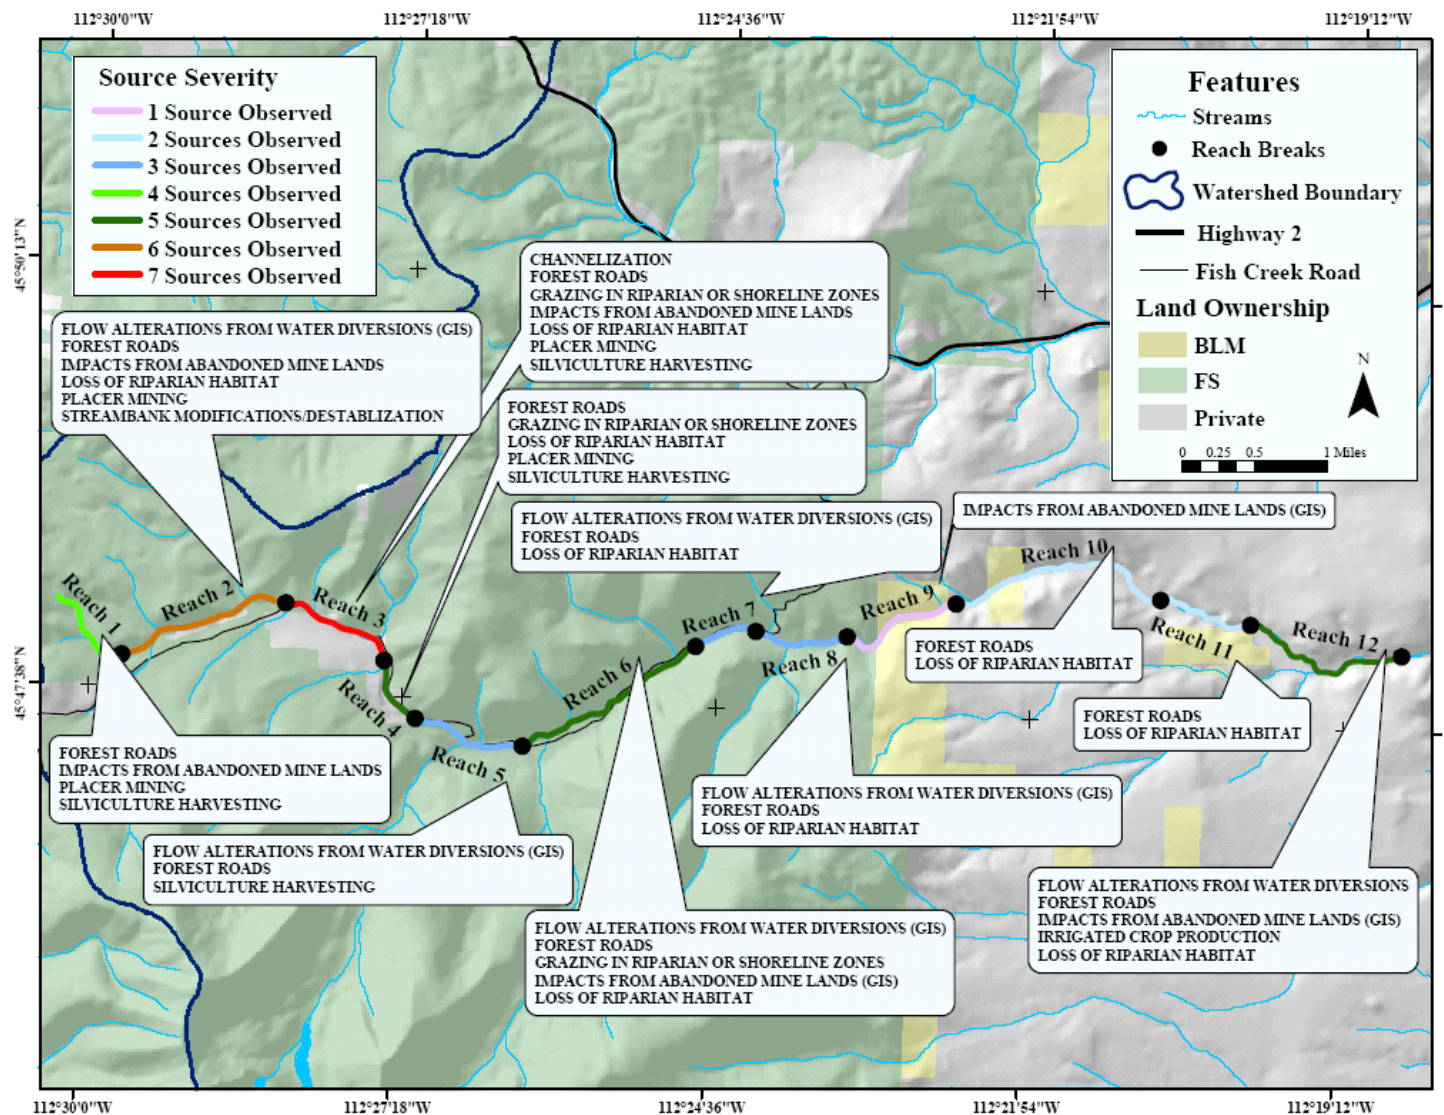 112°30'0"W
112°27'18"W
112°24'36"W
112°21'54"W
112°19'12"W
Source Severity
1 Source Observed
2 Sources Observed
3 Sources Observed
4 Sources Observed
5 Sources Observed
6 Sources Observed
7 Sources Observed
Features
Streams
Reach Breaks
Watershed Boundary
Highway 2
Fish Creek Road
Land Ownership
BLM
FS
Private
N
0 0.25 0.5 1 Miles
45°50'13"N
45°47'38"N
FLOW ALTERATIONS FROM WATER DIVERSIONS (GIS)
FOREST ROADS
IMPACTS FROM ABANDONED MINE LANDS
LOSS OF RIPARIAN HABITAT
PLACER MINING
STREAMBANK MODIFICATIONS/DESTABLIZATION
CHANNELIZATION
FOREST ROADS
GRAZING IN RIPARIAN OR SHORELINE ZONES
IMPACTS FROM ABANDONED MINE LANDS
LOSS OF RIPARIAN HABITAT
PLACER MINING
SILVICULTURE HARVESTING
FOREST ROADS
GRAZING IN RIPARIAN OR SHORELINE ZONES
LOSS OF RIPARIAN HABITAT
PLACER MINING
SILVICULTURE HARVESTING
FLOW ALTERATIONS FROM WATER DIVERSIONS (GIS)
FOREST ROADS
LOSS OF RIPARIAN HABITAT
IMPACTS FROM ABANDONED MINE LANDS (GIS)
Reach 1
Reach 2
Reach 3
Reach 4
Reach 5
Reach 6
Reach 7
Reach 8
Reach 9
Reach 10
Reach 11
Reach 12
FOREST ROADS
LOSS OF RIPARIAN HABITAT
FOREST ROADS
LOSS OF RIPARIAN HABITAT
FOREST ROADS
IMPACTS FROM ABANDONED MINE LANDS
PLACER MINING
SILVICULTURE HARVESTING
FLOW ALTERATIONS FROM WATER DIVERSIONS (GIS)
FOREST ROADS
LOSS OF RIPARIAN HABITAT
FLOW ALTERATIONS FROM WATER DIVERSIONS (GIS)
FOREST ROADS
SILVICULTURE HARVESTING
FLOW ALTERATIONS FROM WATER DIVERSIONS
FOREST ROADS
IMPACTS FROM ABANDONED MINE LANDS (GIS)
IRRIGATED CROP PRODUCTION
LOSS OF RIPARIAN HABITAT
FLOW ALTERATIONS FROM WATER DIVERSIONS (GIS)
FOREST ROADS
GRAZING IN RIPARIAN OR SHORELINE ZONES
IMPACTS FROM ABANDONED MINE LANDS (GIS)
LOSS OF RIPARIAN HABITAT
112°30'0"W
112°27'18"W
112°24'36"W
112°21'54"W
112°19'12"W